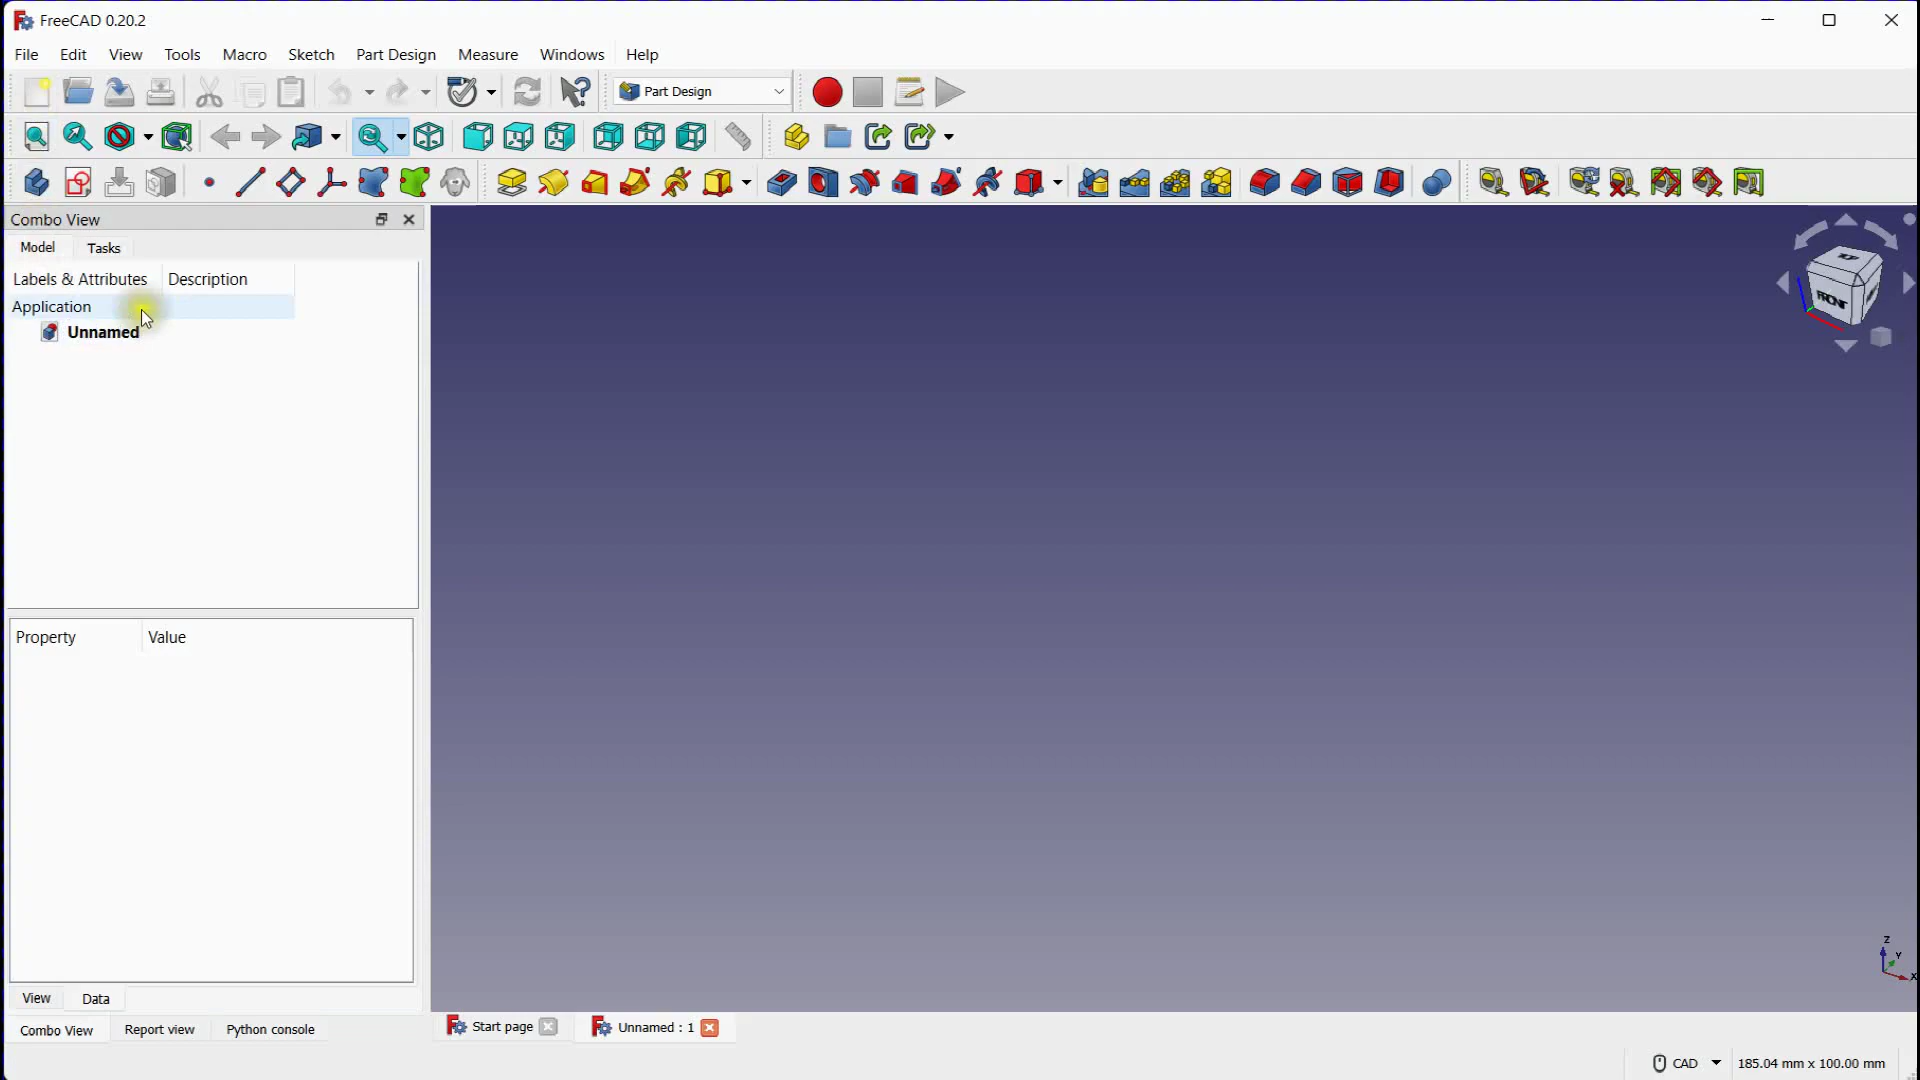 FreeCAD 0.20.2
File Edit View Tools Macro Sketch Part Design Measure Windows Help
Part Design
Combo View
Model Tasks
Labels & Attributes Description
Application
Unnamed
TOP
FRONT
Property Value
Z
Y
X
View Data
Combo View Report view Python console
Start page Unnamed : 1
CAD 185.04 mm x 100.00 mm